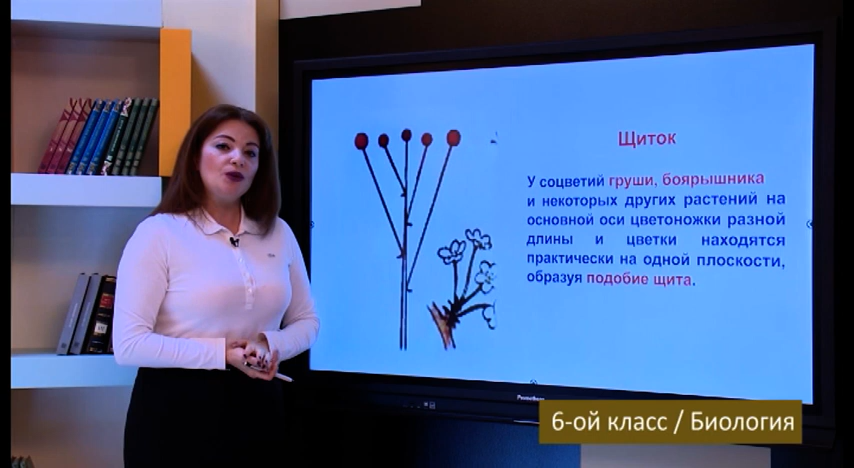 Щиток
У соцветий груши, боярышника
и некоторых других растений на
основной оси цветоножки разной
длины и цветки находятся
практически на одной плоскости,
образуя подобие щита.
Promethean
6-ой класс / Биология